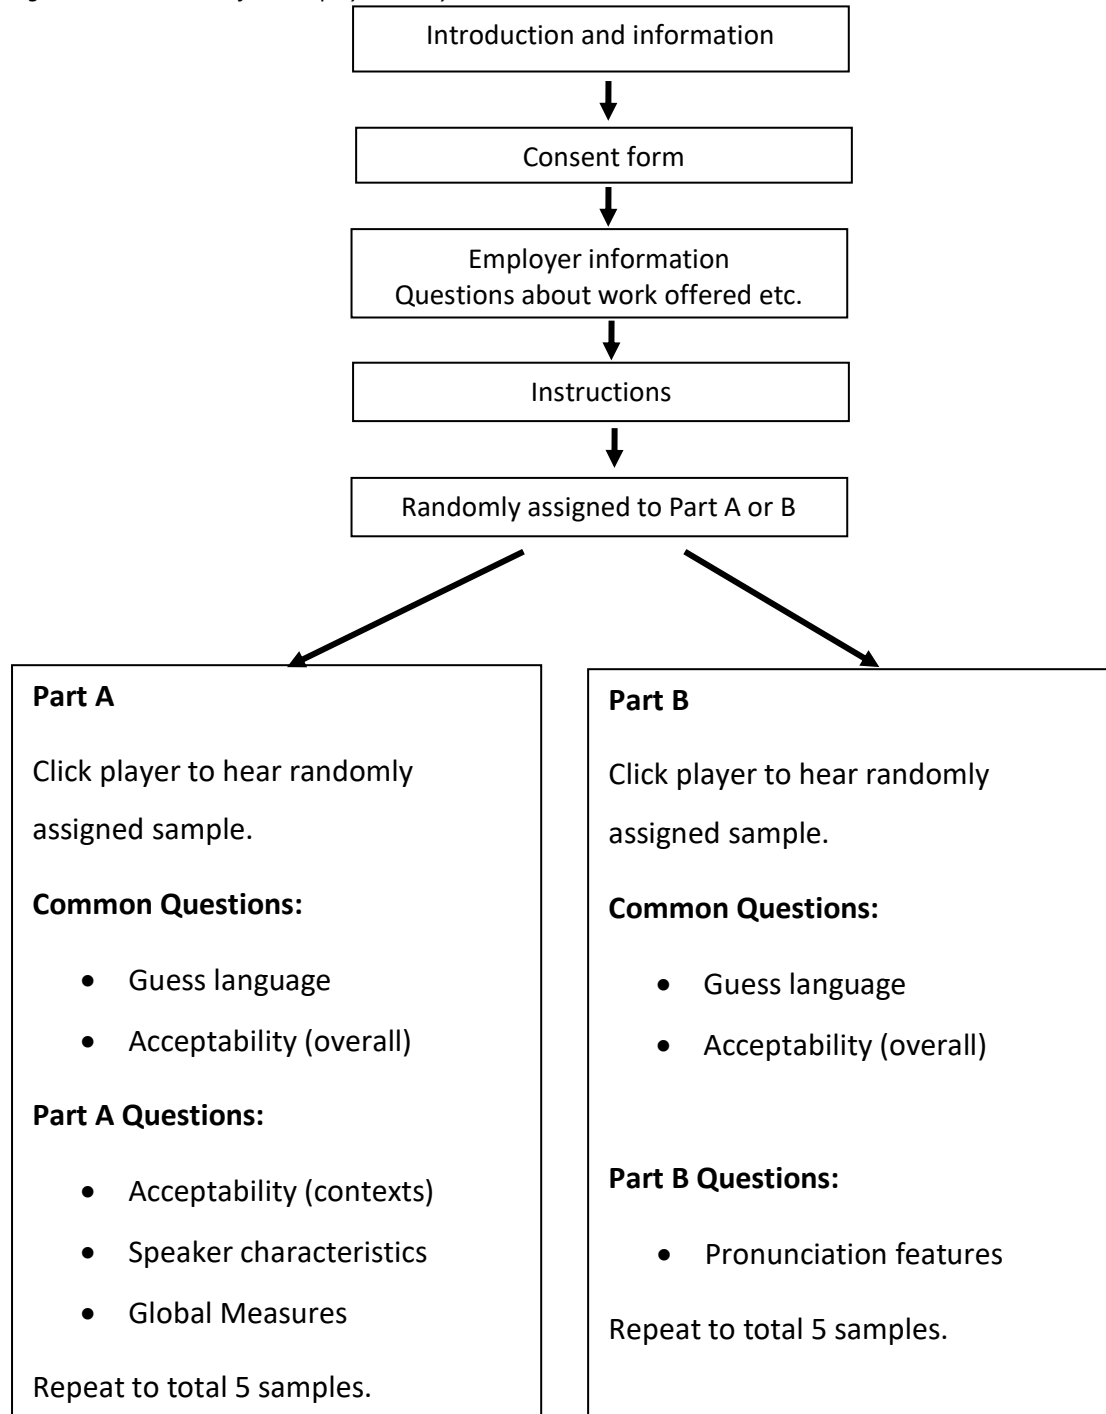 Introduction and information
Consent form
Employer information
Questions about work offered etc.
Instructions
Randomly assigned to Part A or B
Part A
Click player to hear randomly
assigned sample.
Common Questions:
• Guess language
• Acceptability (overall)
Part A Questions:
• Acceptability (contexts)
• Speaker characteristics
• Global Measures
Repeat to total 5 samples.
Part B
Click player to hear randomly
assigned sample.
Common Questions:
• Guess language
• Acceptability (overall)
Part B Questions:
• Pronunciation features
Repeat to total 5 samples.